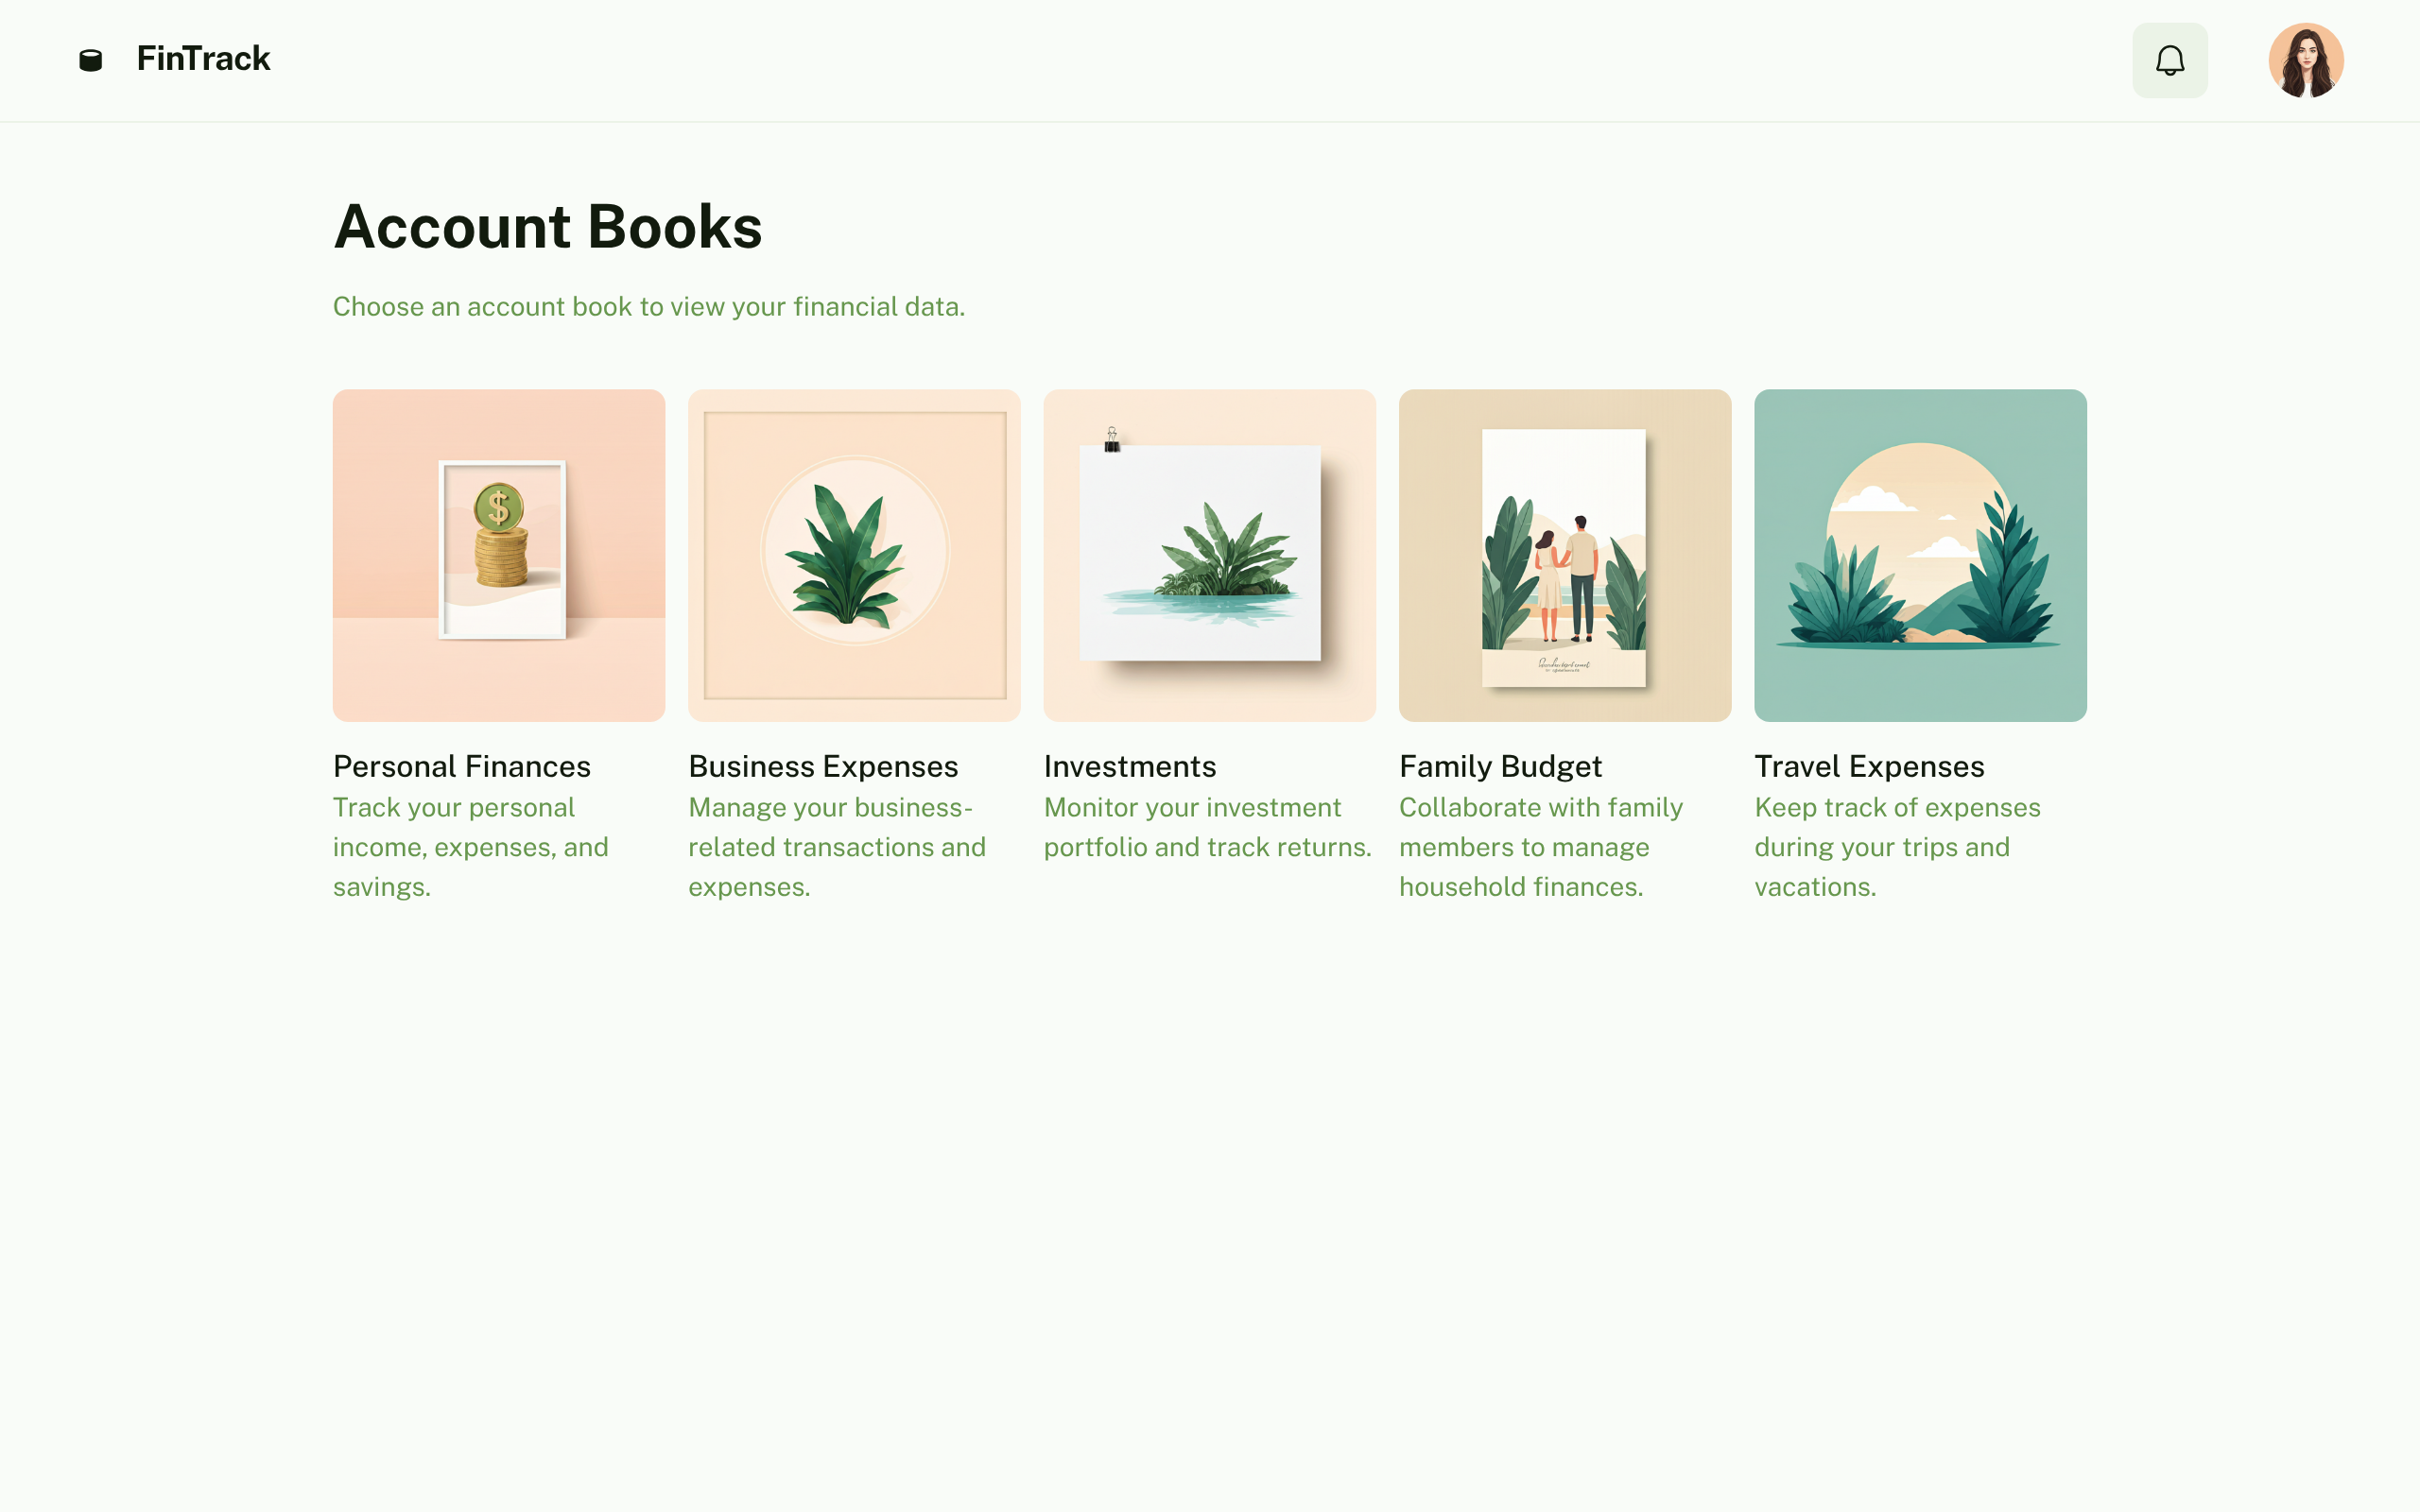 FinTrack
Account Books
Choose an account book to view your financial data.
$
Personal Finances
Track your personal
income, expenses, and
savings.
Business Expenses
Manage your business-
related transactions and
expenses.
Investments
Monitor your investment
portfolio and track returns.
Family Budget
Collaborate with family
members to manage
household finances.
Travel Expenses
Keep track of expenses
during your trips and
vacations.